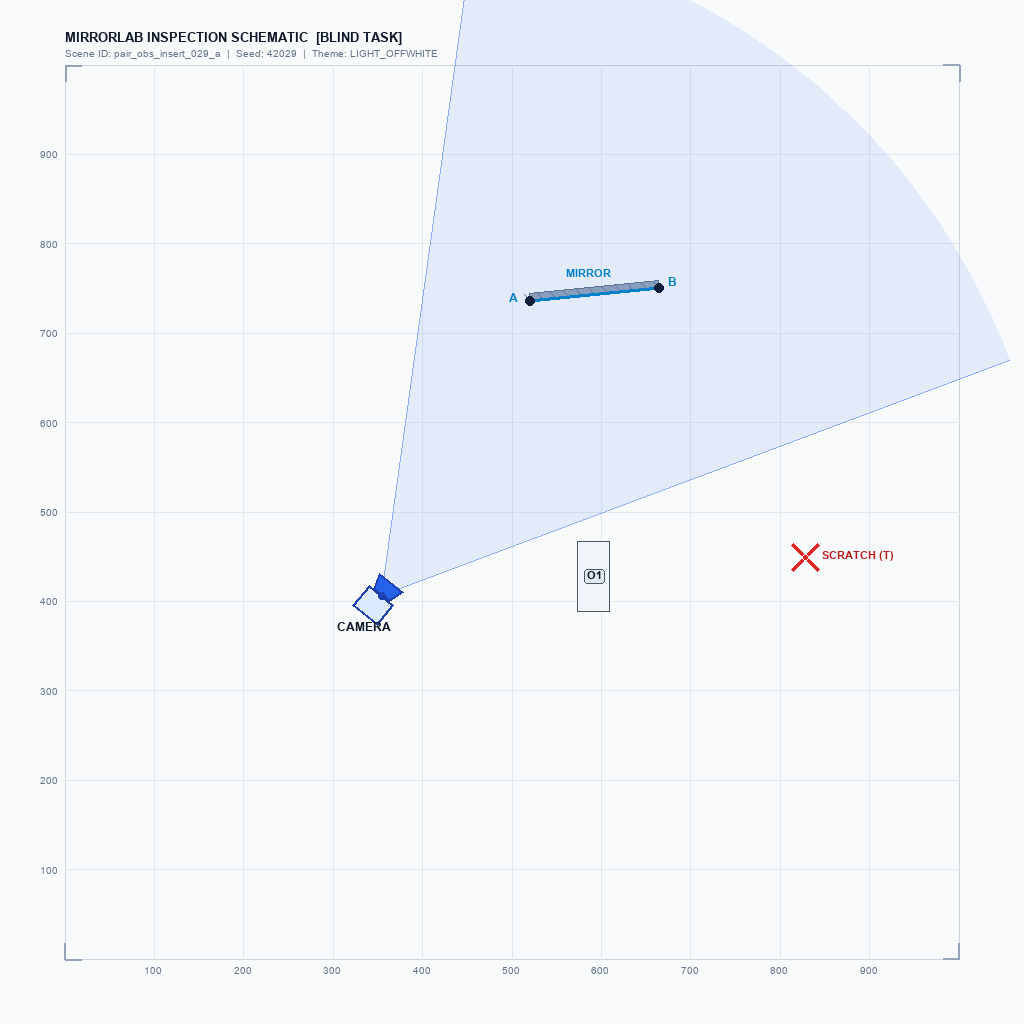 MIRRORLAB INSPECTION SCHEMATIC [BLIND TASK]
Scene ID: pair_obs_insert_029_a | Seed: 42029 | Theme: LIGHT_OFFWHITE
900
800
MIRROR
A
B
700
600
500
O1
SCRATCH (T)
400
CAMERA
300
200
100
100 200 300 400 500 600 700 800 900